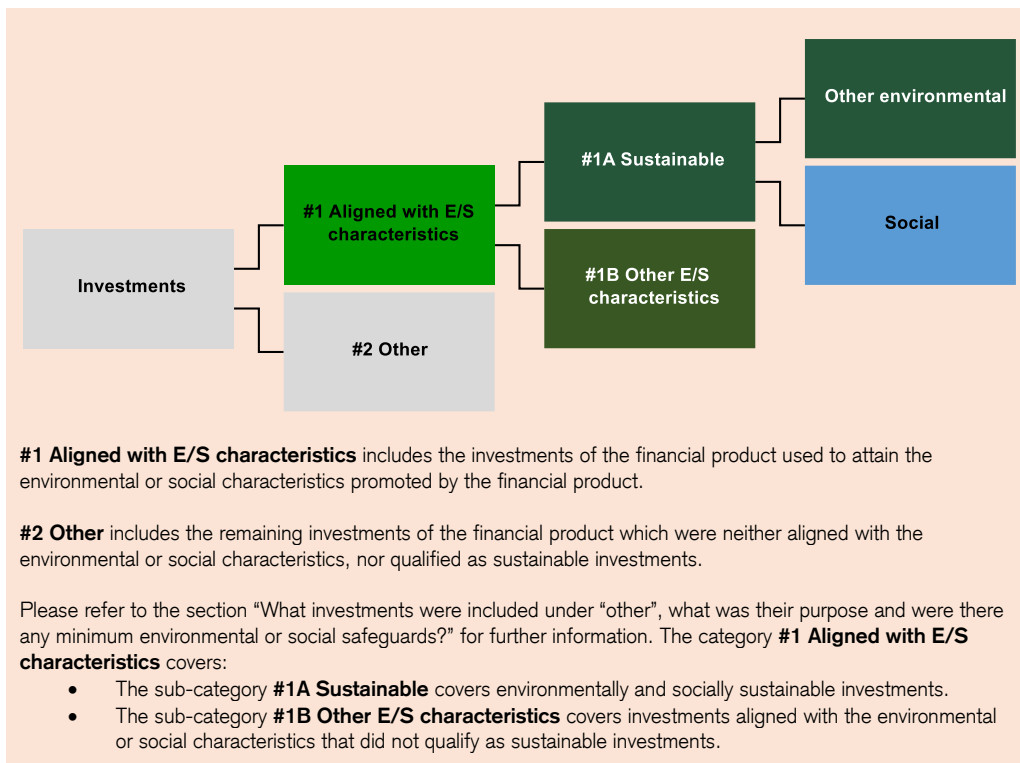 Other environmental
#1A Sustainable
#1 Aligned with E/S
characteristics
Social
Investments
#1B Other E/S
characteristics
#2 Other
#1 Aligned with E/S characteristics includes the investments of the financial product used to attain the
environmental or social characteristics promoted by the financial product.
#2 Other includes the remaining investments of the financial product which were neither aligned with the
environmental or social characteristics, nor qualified as sustainable investments.
Please refer to the section “What investments were included under “other”, what was their purpose and were there
any minimum environmental or social safeguards?” for further information. The category #1 Aligned with E/S
characteristics covers:
• The sub-category #1A Sustainable covers environmentally and socially sustainable investments.
• The sub-category #1B Other E/S characteristics covers investments aligned with the environmental
or social characteristics that did not qualify as sustainable investments.